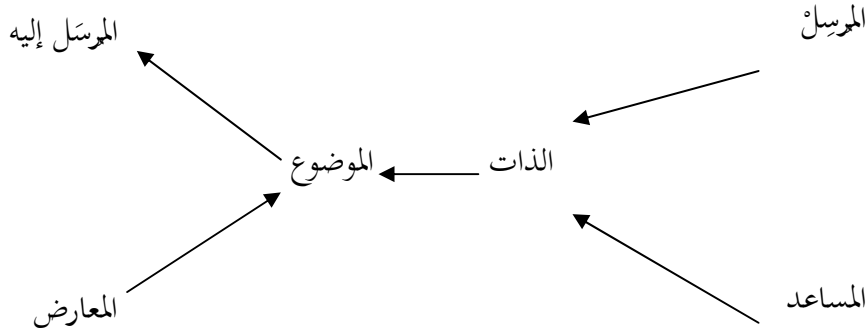 المرسِلْ
المرسَل إليه
الذات
الموضوع
المساعد
المعارض